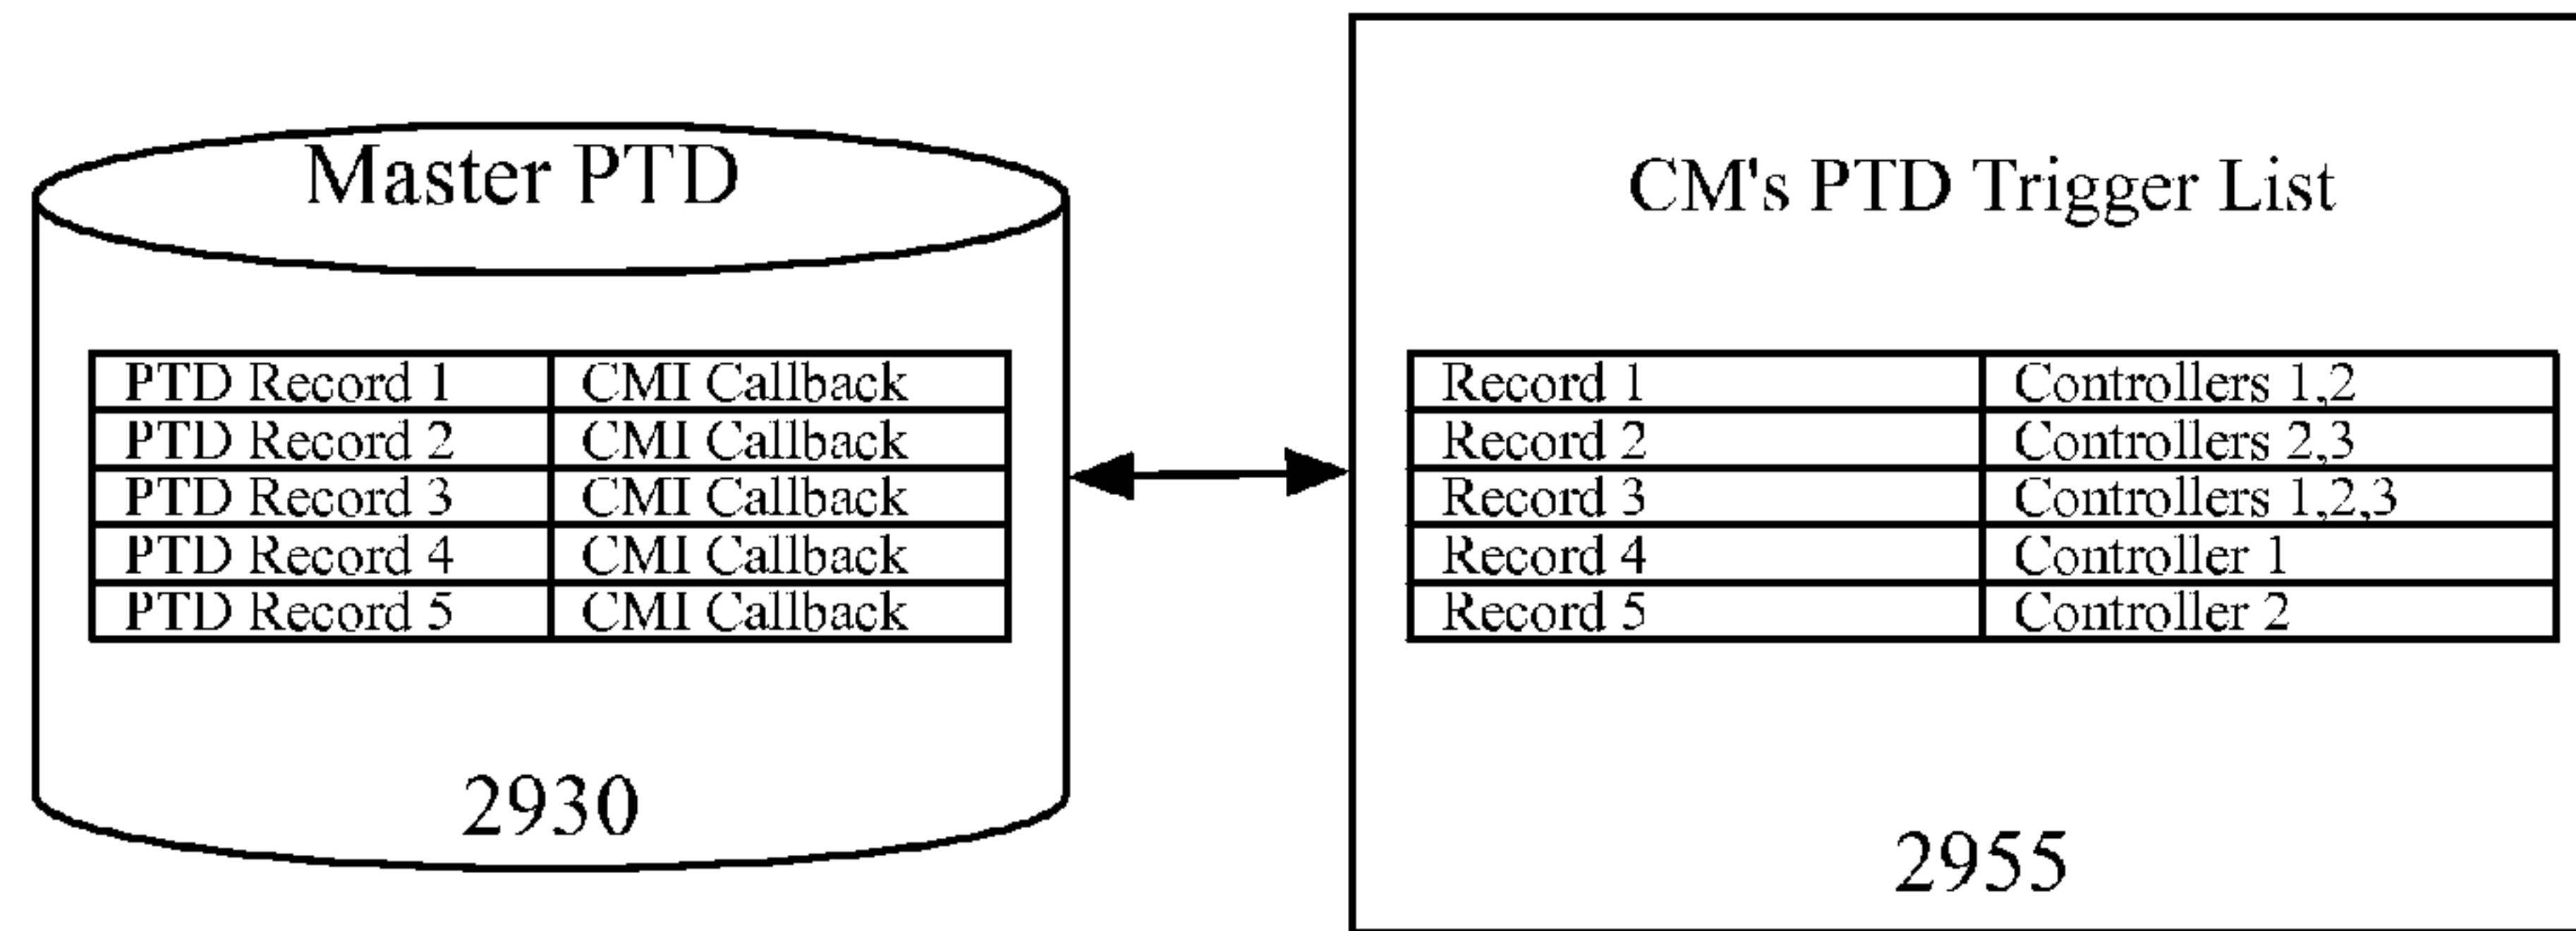 Master PTD
PTD Record 1 CMI Callback
PTD Record 2 CMI Callback
PTD Record 3 CMI Callback
PTD Record 4 CMI Callback
PTD Record 5 CMI Callback
2930
CM's PTD Trigger List
Record 1 Controllers 1,2
Record 2 Controllers 2,3
Record 3 Controllers 1,2,3
Record 4 Controller 1
Record 5 Controller 2
2955